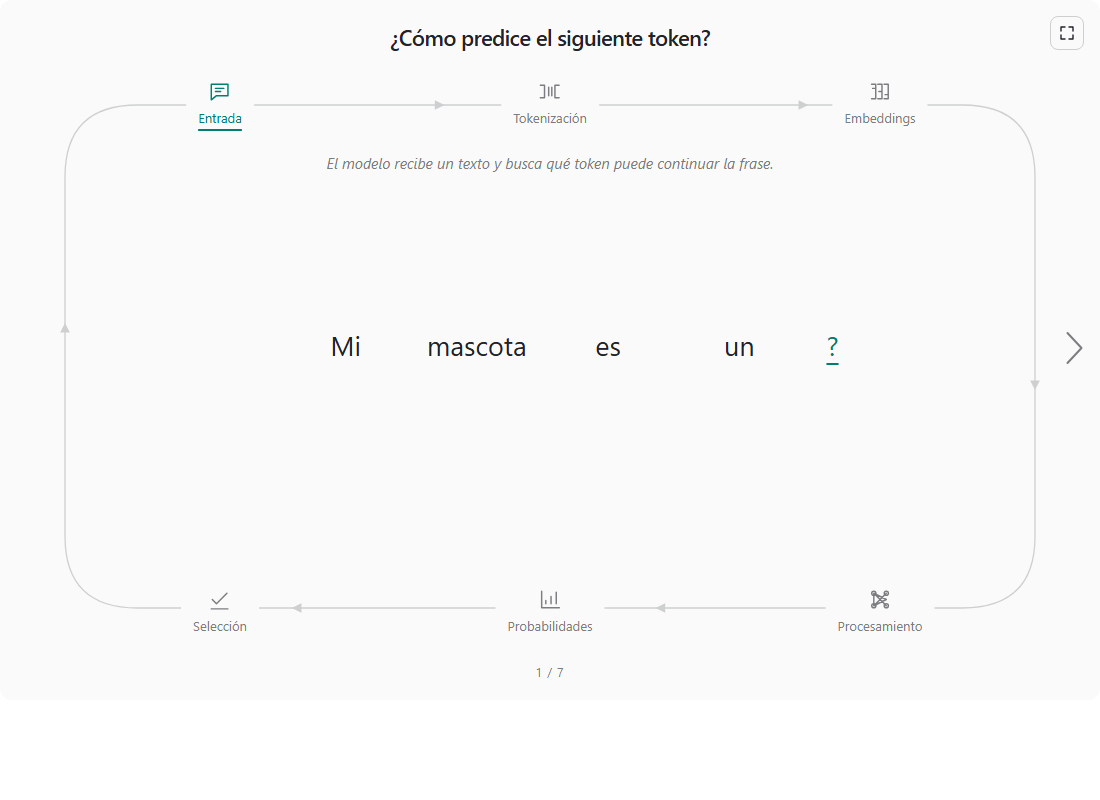 ¿Cómo predice el siguiente token?
Entrada
Tokenización
Embeddings
El modelo recibe un texto y busca qué token puede continuar la frase.
Mi mascota es un ?
Selección
Probabilidades
Procesamiento
1 / 7